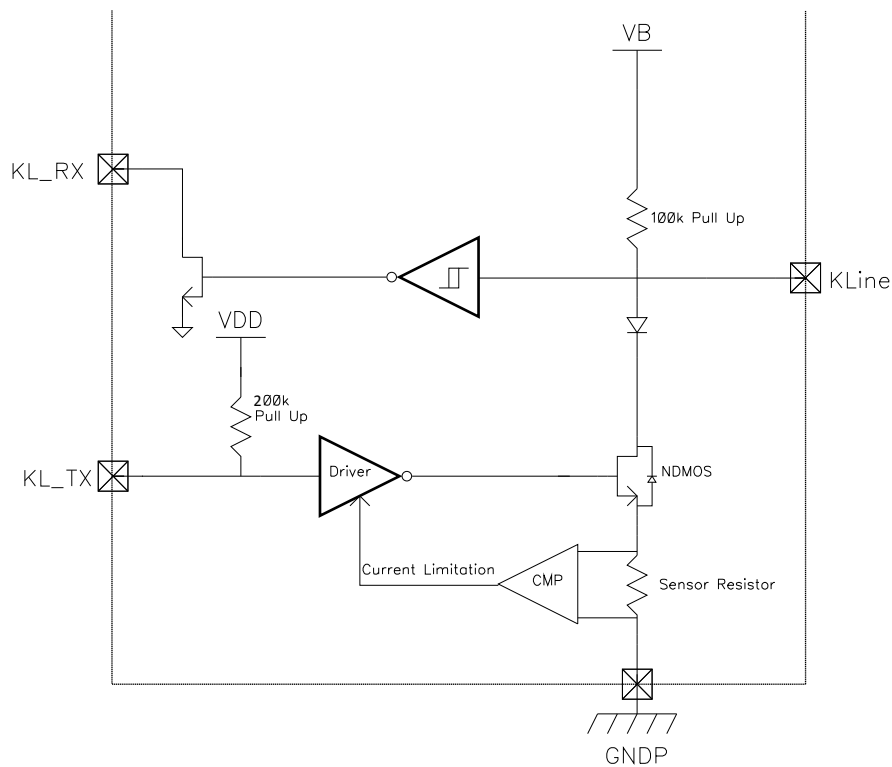 VB
KL_RX
100k Pull Up
KLine
VDD
200k
Pull Up
KL_TX
Driver
NDMOS
Current Limitation
CMP
Sensor Resistor
GNDP